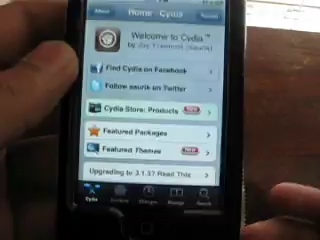 About Home Cydia Reload
Welcome to Cydia™
by Jay Freeman (saurik)
Find Cydia on Facebook
Follow saurik on Twitter
Cydia Store: Products New
Featured Packages
Featured Themes New
Upgrading to 3.1.3? Read This
Cydia Sections Changes Manage Search